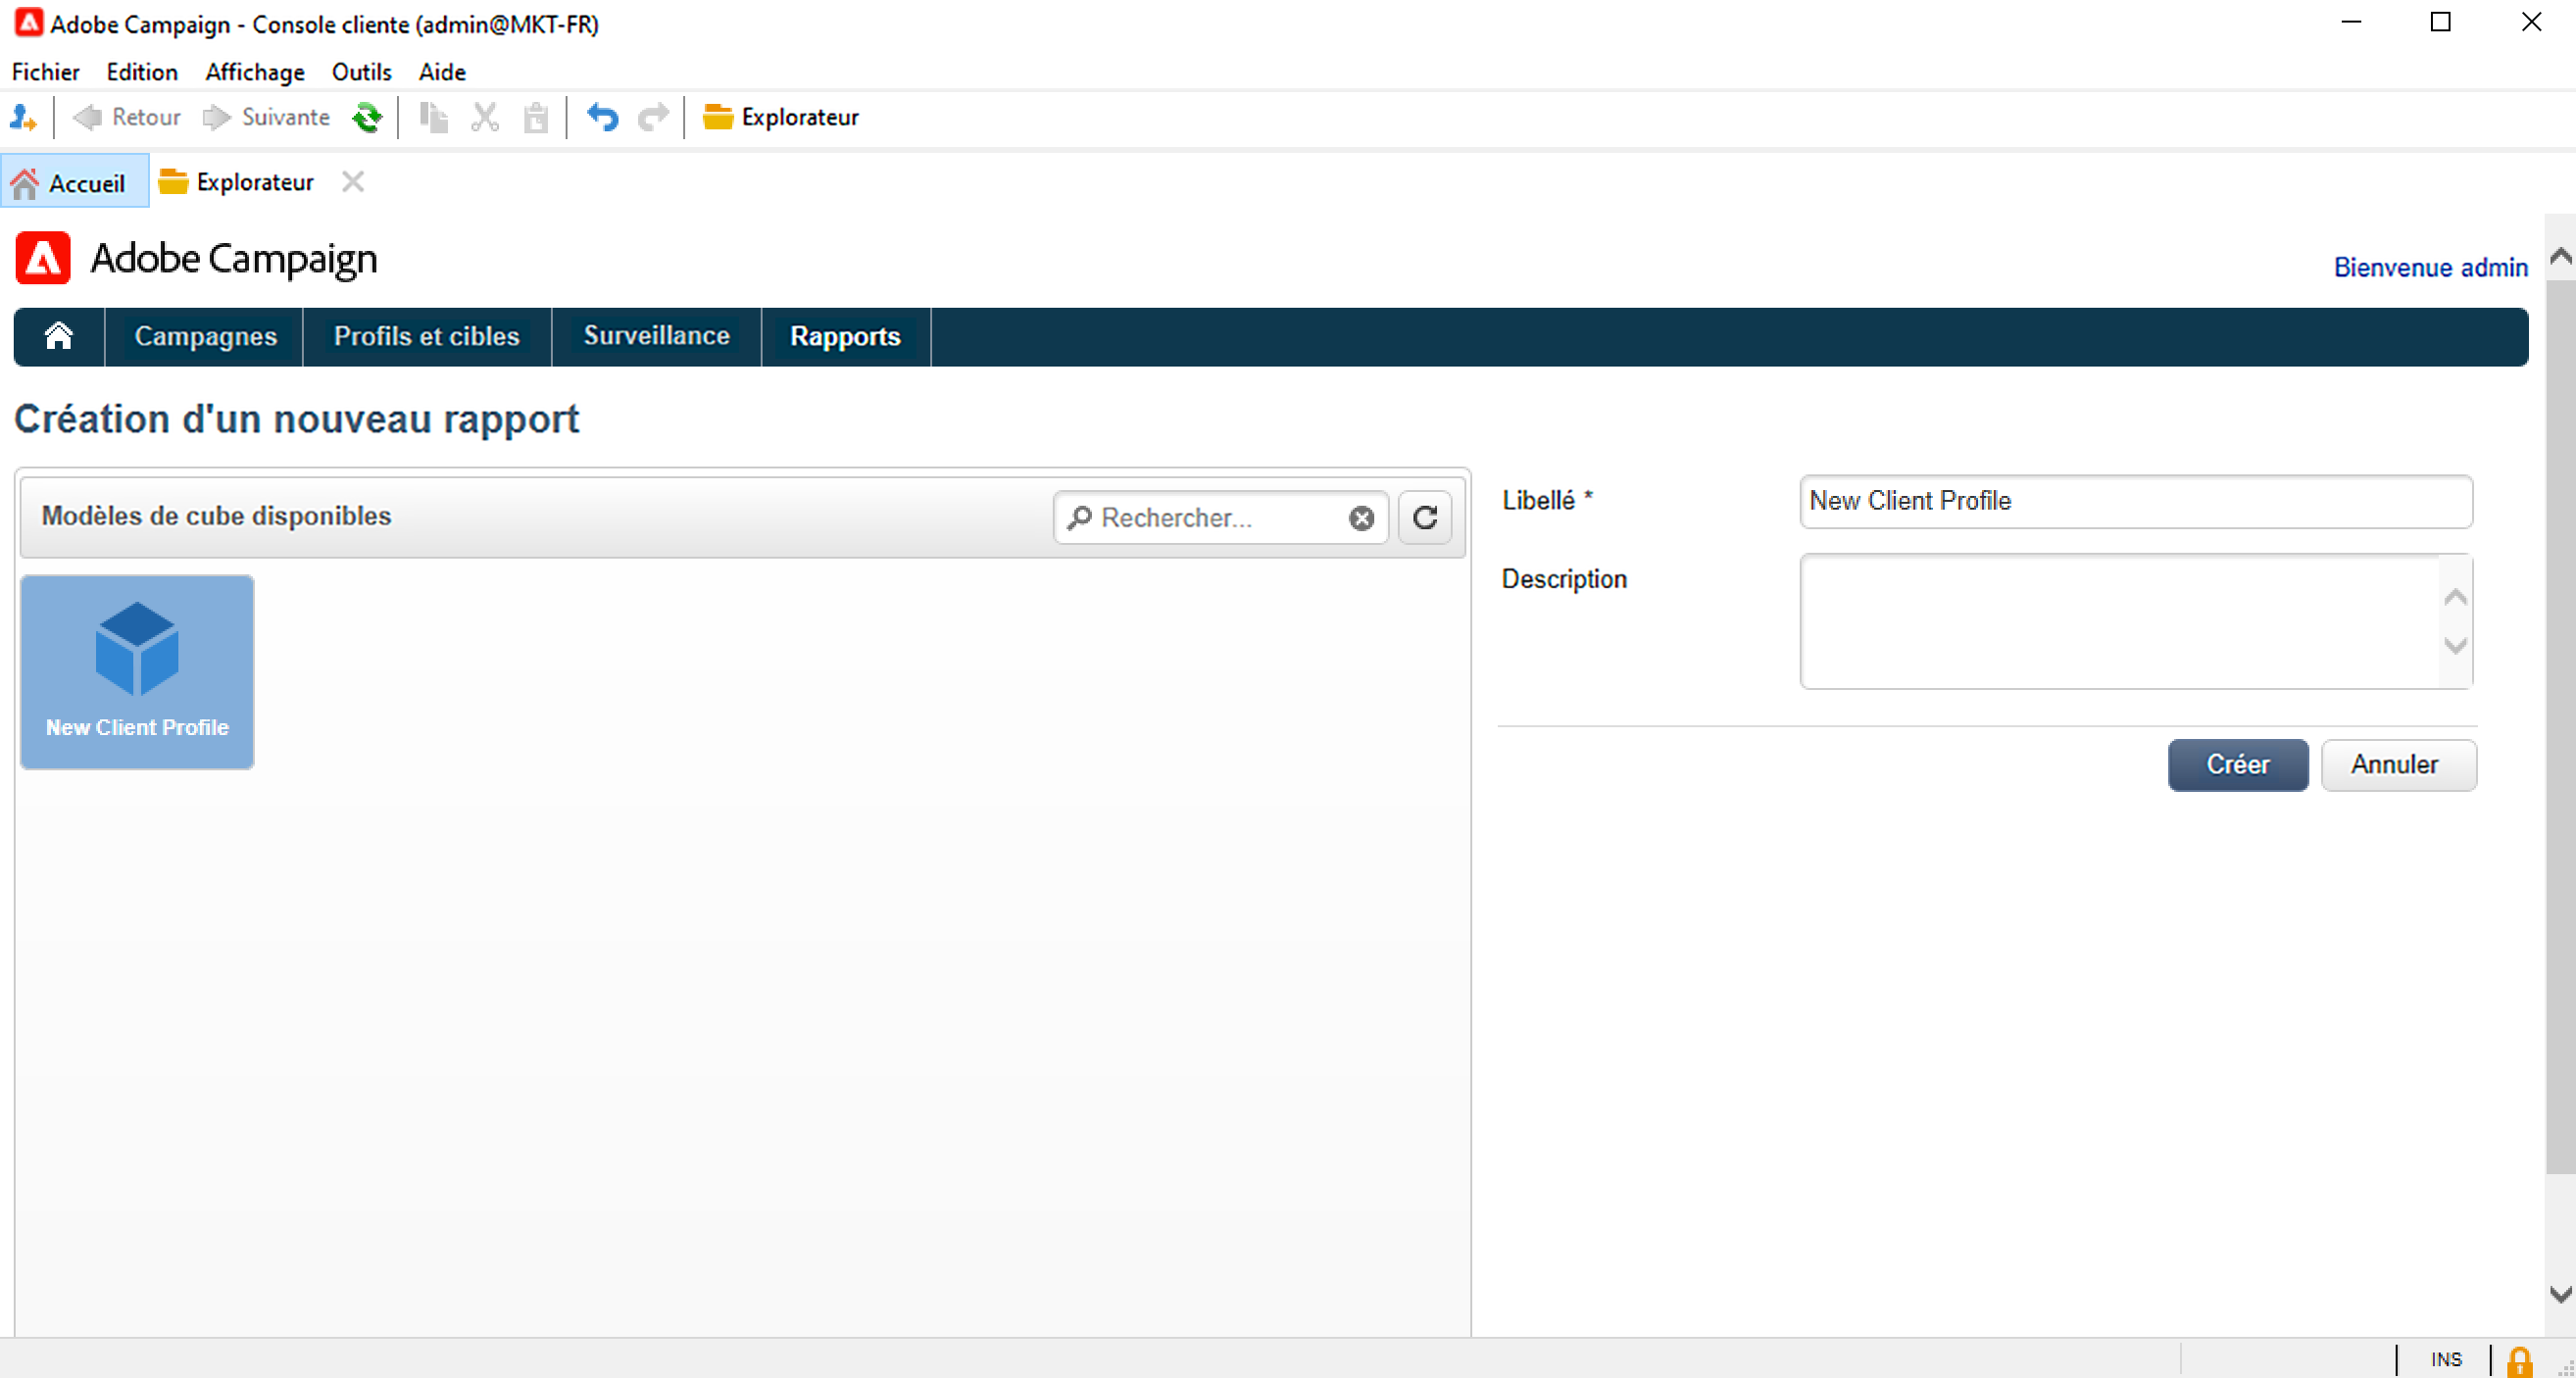 Adobe Campaign - Console cliente (admin@MKT-FR)
Fichier Edition Affichage Outils Aide
Retour Suivante Explorateur
Accueil Explorateur
Adobe Campaign
Bienvenue admin
Campagnes Profils et cibles Surveillance Rapports
Création d'un nouveau rapport
Modèles de cube disponibles Rechercher...
New Client Profile
Libellé * New Client Profile
Description
Créer Annuler
INS